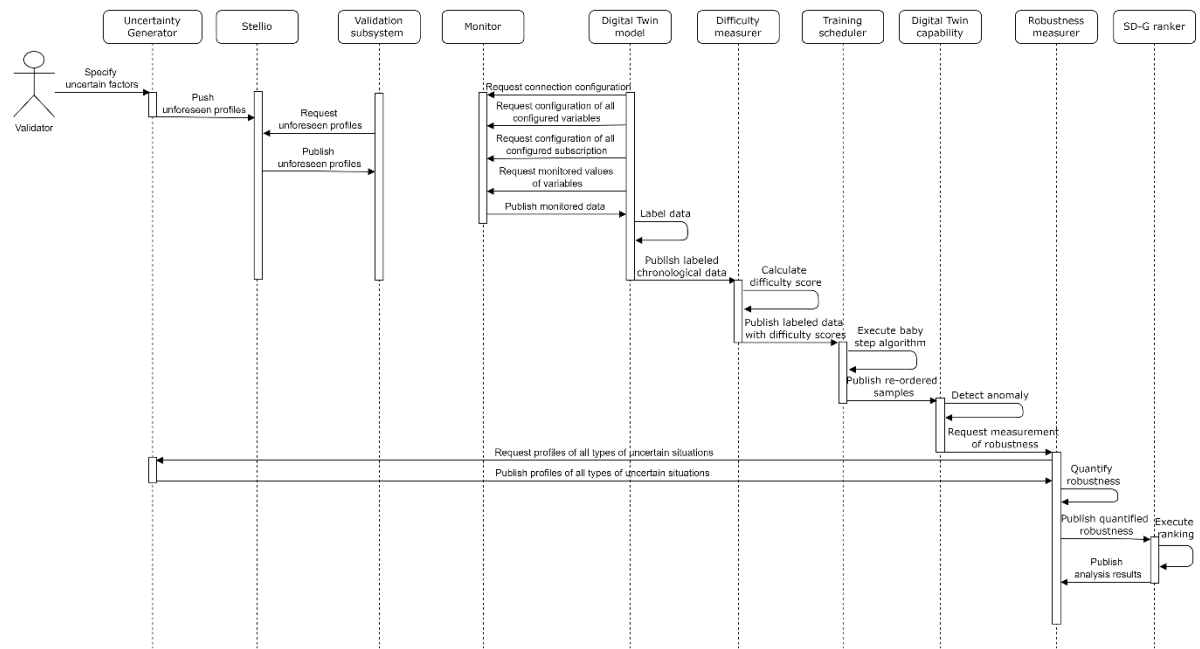 Uncertainty
Generator
Stellio
Validation
subsystem
Monitor
Digital Twin
model
Difficulty
measurer
Training
scheduler
Digital Twin
capability
Robustness
measurer
SD-G ranker
Validator
Specify
uncertain factors
Push
unforeseen profiles
Request
unforeseen profiles
Publish
unforeseen profiles
Request connection configuration
Request configuration of all
configured variables
Request configuration of all
configured subscription
Request monitored values
of variables
Publish monitored data
Label data
Publish labeled
chronological data
Calculate
difficulty score
Publish labeled data
with difficulty scores
Execute baby
step algorithm
Publish re-ordered
samples
Detect anomaly
Request measurement
of robustness
Request profiles of all types of uncertain situations
Publish profiles of all types of uncertain situations
Quantify
robustness
Publish quantified
robustness
Execute
ranking
Publish
analysis results